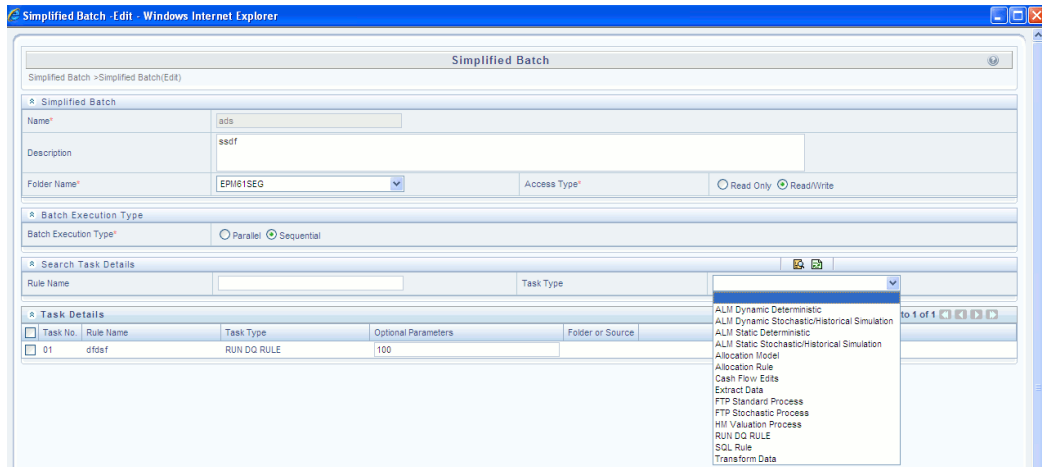 Simplified Batch -Edit - Windows Internet Explorer
Simplified Batch
Simplified Batch >Simplified Batch(Edit)
Simplified Batch
Name*
ads
Description
ssdf
Folder Name*
EPM61SEG
Access Type*
Read Only
Read/Write
Batch Execution Type
Batch Execution Type*
Parallel
Sequential
Search Task Details
Rule Name
Task Type
Task Details
to 1 of 1
Task No.
Rule Name
Task Type
Optional Parameters
Folder or Source
01
dfdsf
RUN DQ RULE
100
ALM Dynamic Deterministic
ALM Dynamic Stochastic/Historical Simulation
ALM Static Deterministic
ALM Static Stochastic/Historical Simulation
Allocation Model
Allocation Rule
Cash Flow Edits
Extract Data
FTP Standard Process
FTP Stochastic Process
HM Valuation Process
RUN DQ RULE
SQL Rule
Transform Data